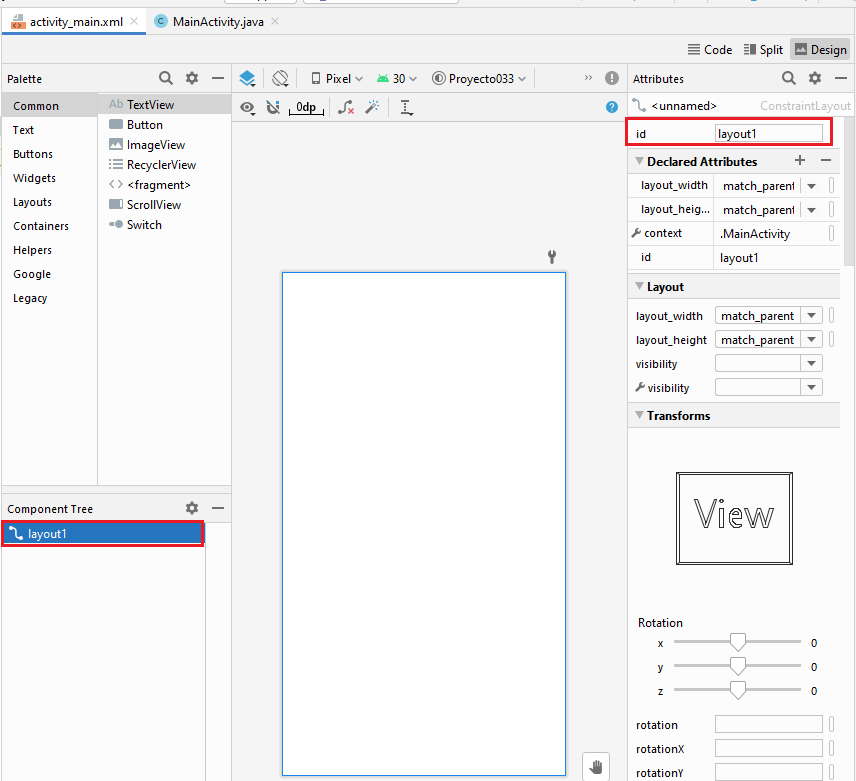 activity_main.xml
MainActivity.java
Code
Split
Design
Palette
Common
Text
Buttons
Widgets
Layouts
Containers
Helpers
Google
Legacy
Ab TextView
Button
ImageView
RecyclerView
<fragment>
ScrollView
Switch
Component Tree
layout1
Pixel
30
Proyecto033
0dp
Attributes
<unnamed>
ConstraintLayout
id layout1
Declared Attributes
layout_width match_parent
layout_heig... match_parent
context .MainActivity
id layout1
Layout
layout_width match_parent
layout_height match_parent
visibility
visibility
Transforms
View
Rotation
x 0
y 0
z 0
rotation
rotationX
rotationY